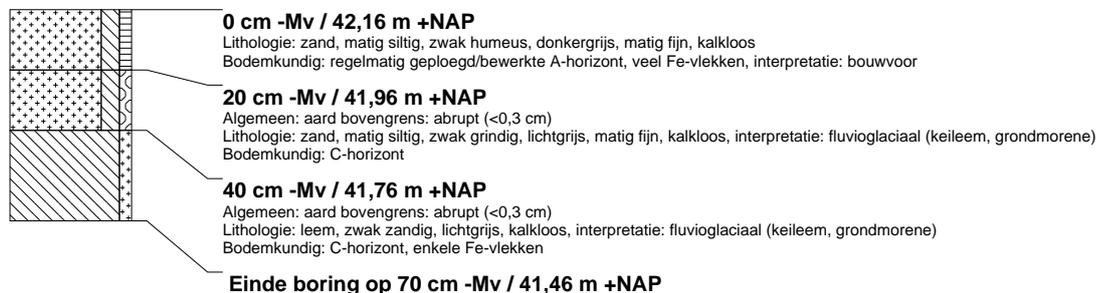 0 cm -Mv / 42,16 m +NAP
Lithologie: zand, matig siltig, zwak humeus, donkergrijs, matig fijn, kalkloos
Bodemkundig: regelmatig geploegd/bewerkte A-horizont, veel Fe-vlekken, interpretatie: bouwvoor
20 cm -Mv / 41,96 m +NAP
Algemeen: aard bovengrens: abrupt (<0,3 cm)
Lithologie: zand, matig siltig, zwak grindig, lichtgrijs, matig fijn, kalkloos, interpretatie: fluvioglaciaal (keileem, grondmorene)
Bodemkundig: C-horizont
40 cm -Mv / 41,76 m +NAP
Algemeen: aard bovengrens: abrupt (<0,3 cm)
Lithologie: leem, zwak zandig, lichtgrijs, kalkloos, interpretatie: fluvioglaciaal (keileem, grondmorene)
Bodemkundig: C-horizont, enkele Fe-vlekken
Einde boring op 70 cm -Mv / 41,46 m +NAP